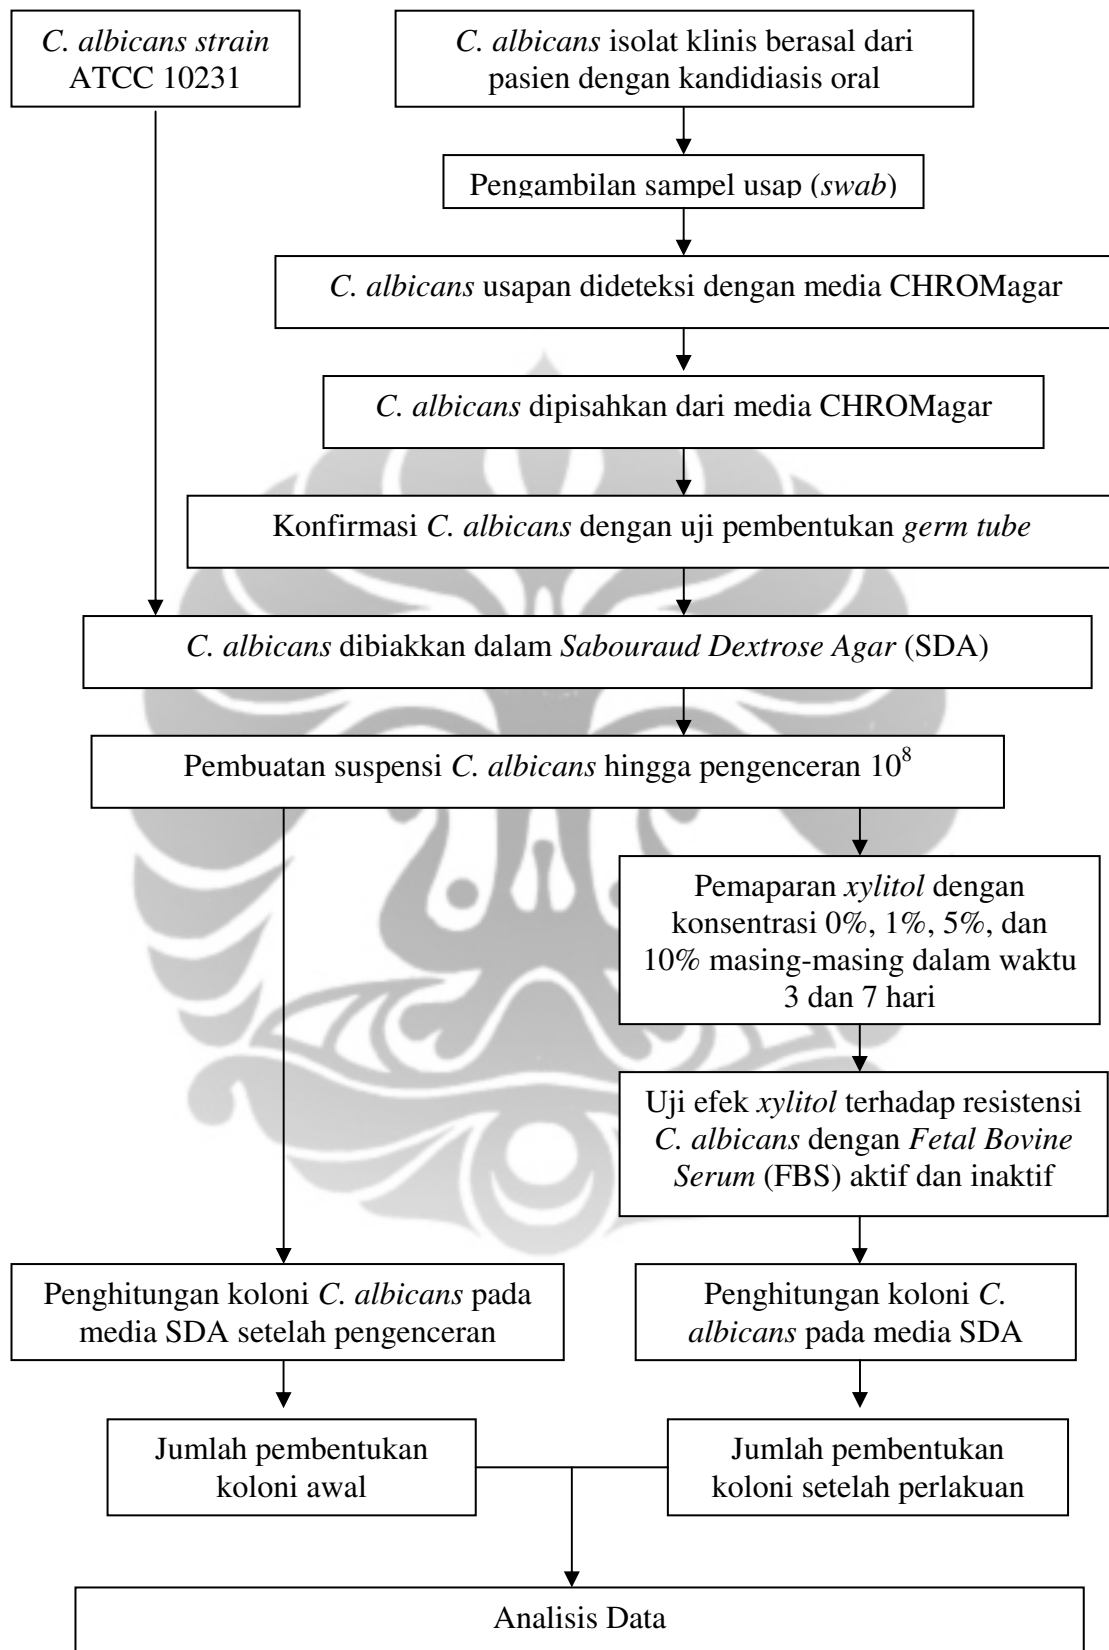 C. albicans strain
ATCC 10231
C. albicans isolat klinis berasal dari
pasien dengan kandidiasis oral
Pengambilan sampel usap (swab)
C. albicans usapan dideteksi dengan media CHROMagar
C. albicans dipisahkan dari media CHROMagar
Konfirmasi C. albicans dengan uji pembentukan germ tube
C. albicans dibiakkan dalam Sabouraud Dextrose Agar (SDA)
Pembuatan suspensi C. albicans hingga pengenceran 10⁸
Pemaparan xylitol dengan
konsentrasi 0%, 1%, 5%, dan
10% masing-masing dalam waktu
3 dan 7 hari
Uji efek xylitol terhadap resistensi
C. albicans dengan Fetal Bovine
Serum (FBS) aktif dan inaktif
Penghitungan koloni C. albicans pada
media SDA setelah pengenceran
Penghitungan koloni C.
albicans pada media SDA
Jumlah pembentukan
koloni awal
Jumlah pembentukan
koloni setelah perlakuan
Analisis Data